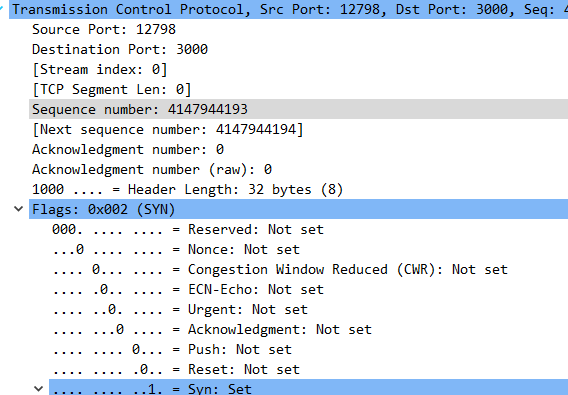 Transmission Control Protocol, Src Port: 12798, Dst Port: 3000, Seq: 4
Source Port: 12798
Destination Port: 3000
[Stream index: 0]
[TCP Segment Len: 0]
Sequence number: 4147944193
[Next sequence number: 4147944194]
Acknowledgment number: 0
Acknowledgment number (raw): 0
1000 .... = Header Length: 32 bytes (8)
Flags: 0x002 (SYN)
000. .... .... = Reserved: Not set
...0 .... .... = Nonce: Not set
.... 0... .... = Congestion Window Reduced (CWR): Not set
.... .0.. .... = ECN-Echo: Not set
.... ..0. .... = Urgent: Not set
.... ...0 .... = Acknowledgment: Not set
.... .... 0... = Push: Not set
.... .... .0.. = Reset: Not set
.... .... ..1. = Syn: Set